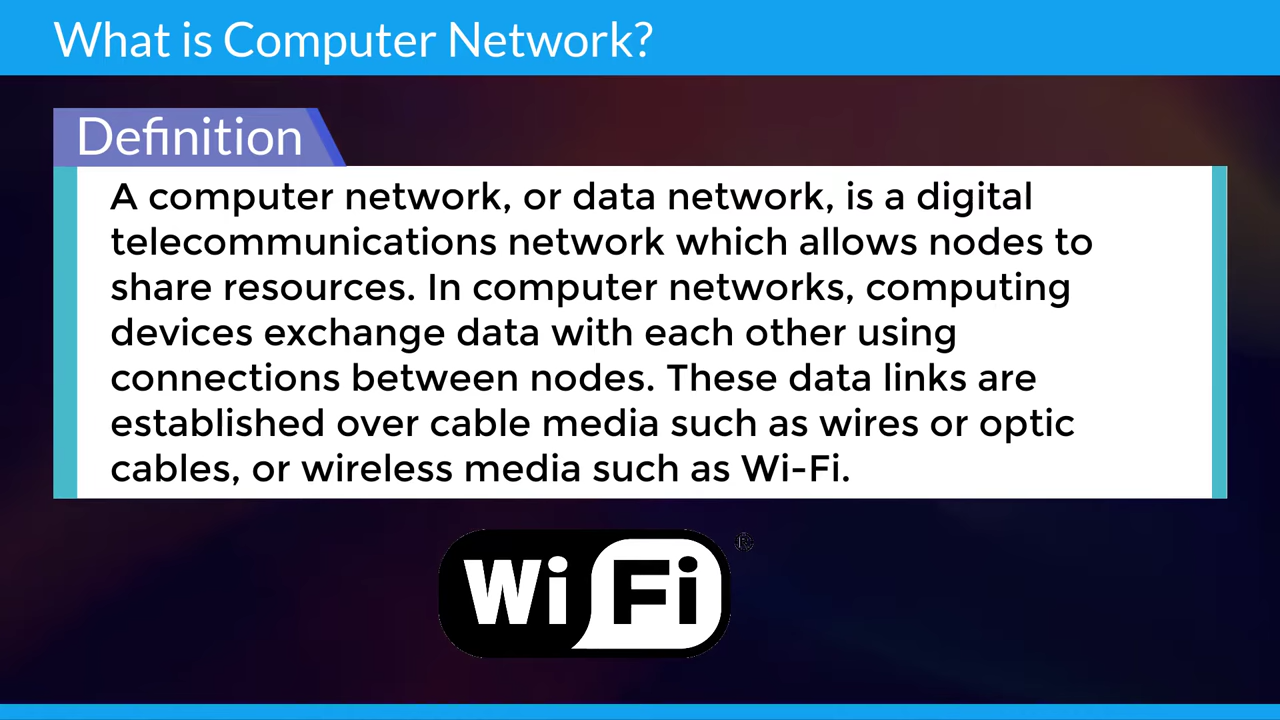 What is Computer Network?
Definition
A computer network, or data network, is a digital
telecommunications network which allows nodes to
share resources. In computer networks, computing
devices exchange data with each other using
connections between nodes. These data links are
established over cable media such as wires or optic
cables, or wireless media such as Wi-Fi.
Wi Fi ®